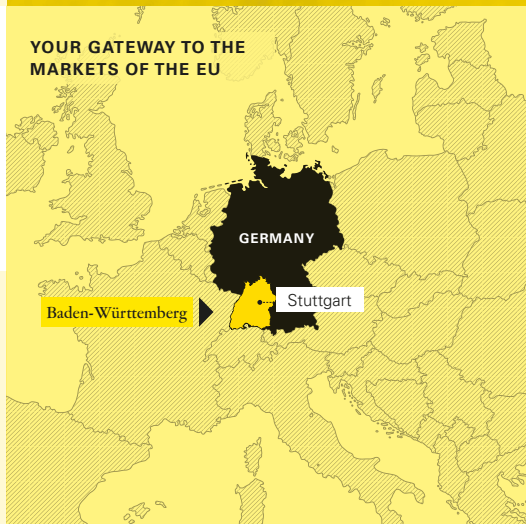 YOUR GATEWAY TO THE
MARKETS OF THE EU
GERMANY
Stuttgart
Baden-Württemberg